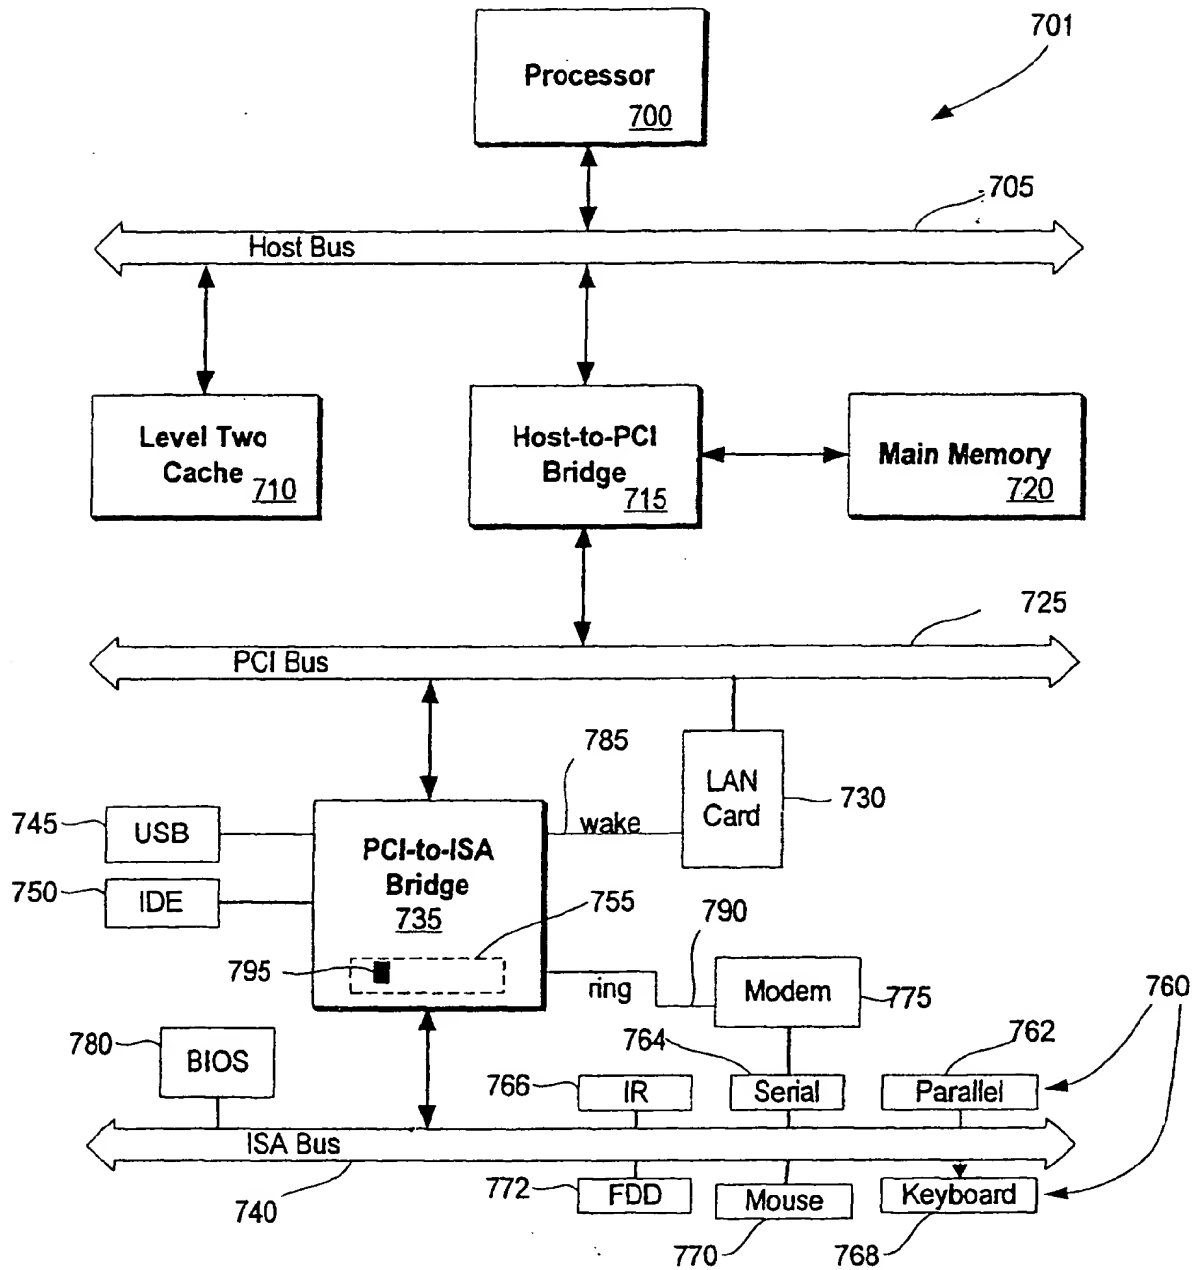 701
Processor
700
705
Host Bus
Level Two
Cache
710
Host-to-PCI
Bridge
715
Main Memory
720
725
PCI Bus
785
LAN
Card
730
wake
745
USB
750
IDE
PCI-to-ISA
Bridge
735
755
790
795
ring
Modem
775
760
780
BIOS
764
762
766
IR
Serial
Parallel
ISA Bus
740
772
FDD
Mouse
Keyboard
770
768